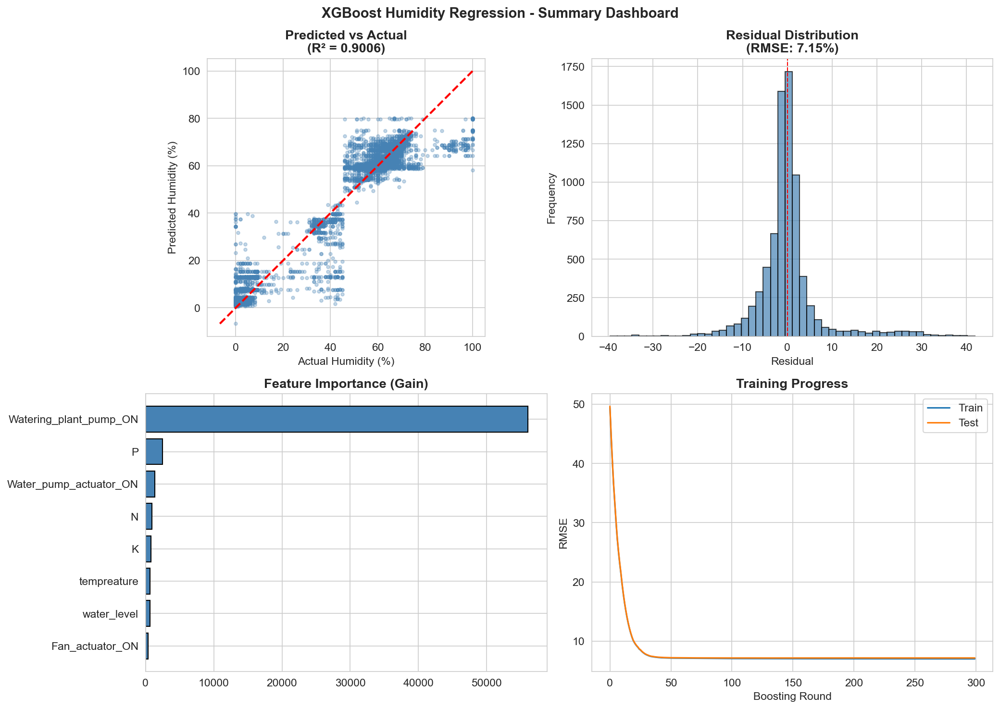 XGBoost Humidity Regression - Summary Dashboard
Predicted vs Actual
(R² = 0.9006)
Predicted Humidity (%)
100
80
60
40
20
0
0 20 40 60 80 100
Actual Humidity (%)
Residual Distribution
(RMSE: 7.15%)
Frequency
1750
1500
1250
1000
750
500
250
0
−40 −30 −20 −10 0 10 20 30 40
Residual
Feature Importance (Gain)
Watering_plant_pump_ON
P
Water_pump_actuator_ON
N
K
tempreature
water_level
Fan_actuator_ON
0 10000 20000 30000 40000 50000
Training Progress
RMSE
50
40
30
20
10
Train
Test
0 50 100 150 200 250 300
Boosting Round